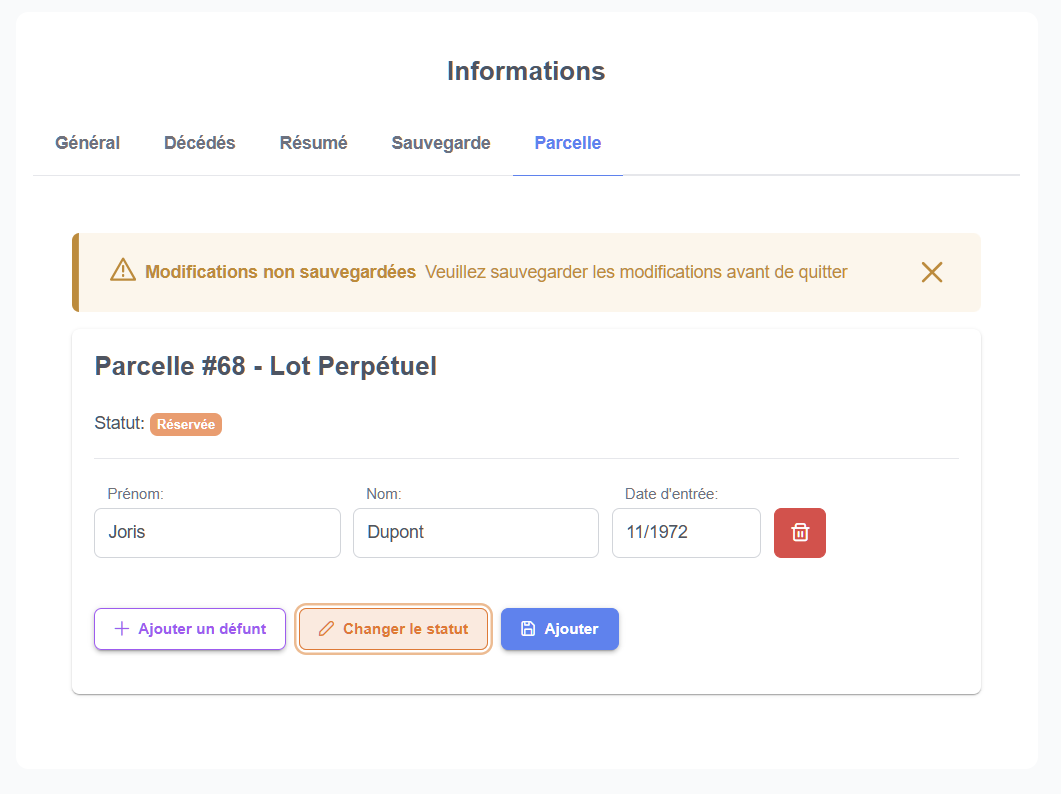 Informations
Général Décédés Résumé Sauvegarde Parcelle
Modifications non sauvegardées Veuillez sauvegarder les modifications avant de quitter
Parcelle #68 - Lot Perpétuel
Statut: Réservée
Prénom: Nom: Date d'entrée:
Joris Dupont 11/1972
Ajouter un défunt Changer le statut Ajouter